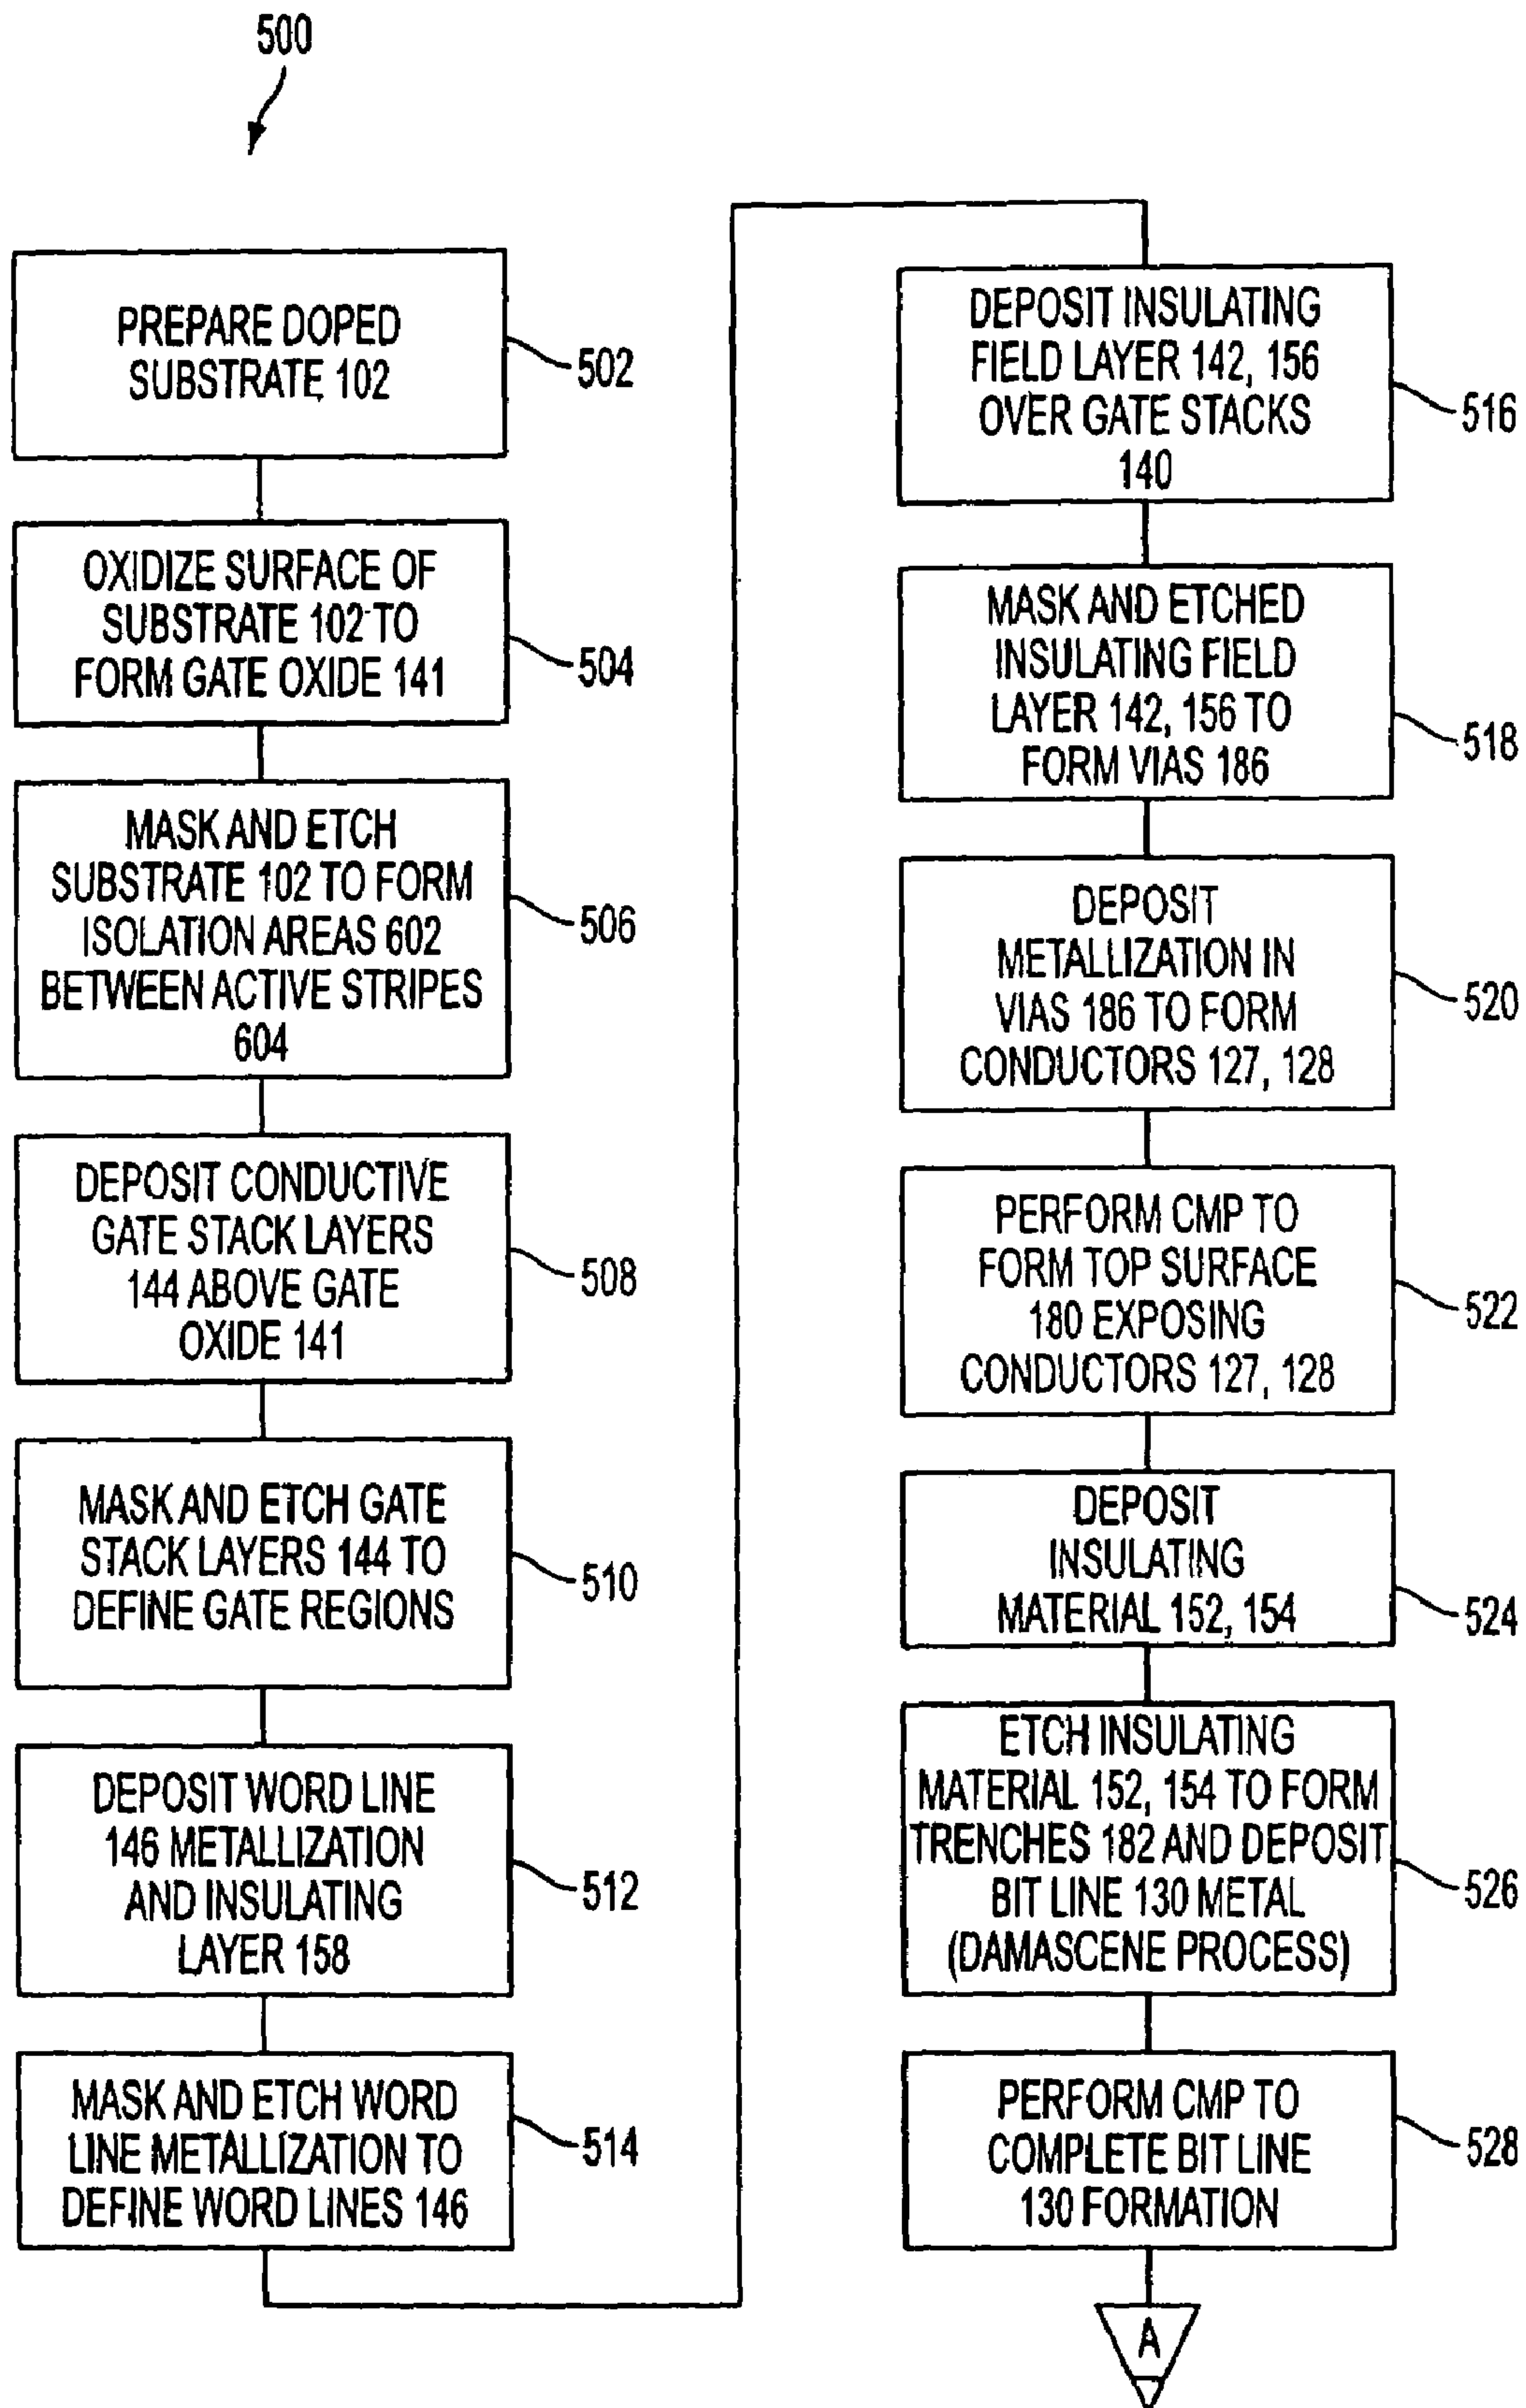 500
PREPARE DOPED
SUBSTRATE 102
502
OXIDIZE SURFACE OF
SUBSTRATE 102 TO
FORM GATE OXIDE 141
504
MASK AND ETCH
SUBSTRATE 102 TO FORM
ISOLATION AREAS 602
BETWEEN ACTIVE STRIPES
604
506
DEPOSIT CONDUCTIVE
GATE STACK LAYERS
144 ABOVE GATE
OXIDE 141
508
MASK AND ETCH GATE
STACK LAYERS 144 TO
DEFINE GATE REGIONS
510
DEPOSIT WORD LINE
146 METALLIZATION
AND INSULATING
LAYER 158
512
MASK AND ETCH WORD
LINE METALLIZATION TO
DEFINE WORD LINES 146
514
DEPOSIT INSULATING
FIELD LAYER 142, 156
OVER GATE STACKS
140
516
MASK AND ETCHED
INSULATING FIELD
LAYER 142, 156 TO
FORM VIAS 186
518
DEPOSIT
METALLIZATION IN
VIAS 186 TO FORM
CONDUCTORS 127, 128
520
PERFORM CMP TO
FORM TOP SURFACE
180 EXPOSING
CONDUCTORS 127, 128
522
DEPOSIT
INSULATING
MATERIAL 152, 154
524
ETCH INSULATING
MATERIAL 152, 154 TO FORM
TRENCHES 182 AND DEPOSIT
BIT LINE 130 METAL
(DAMASCENE PROCESS)
526
PERFORM CMP TO
COMPLETE BIT LINE
130 FORMATION
528
A